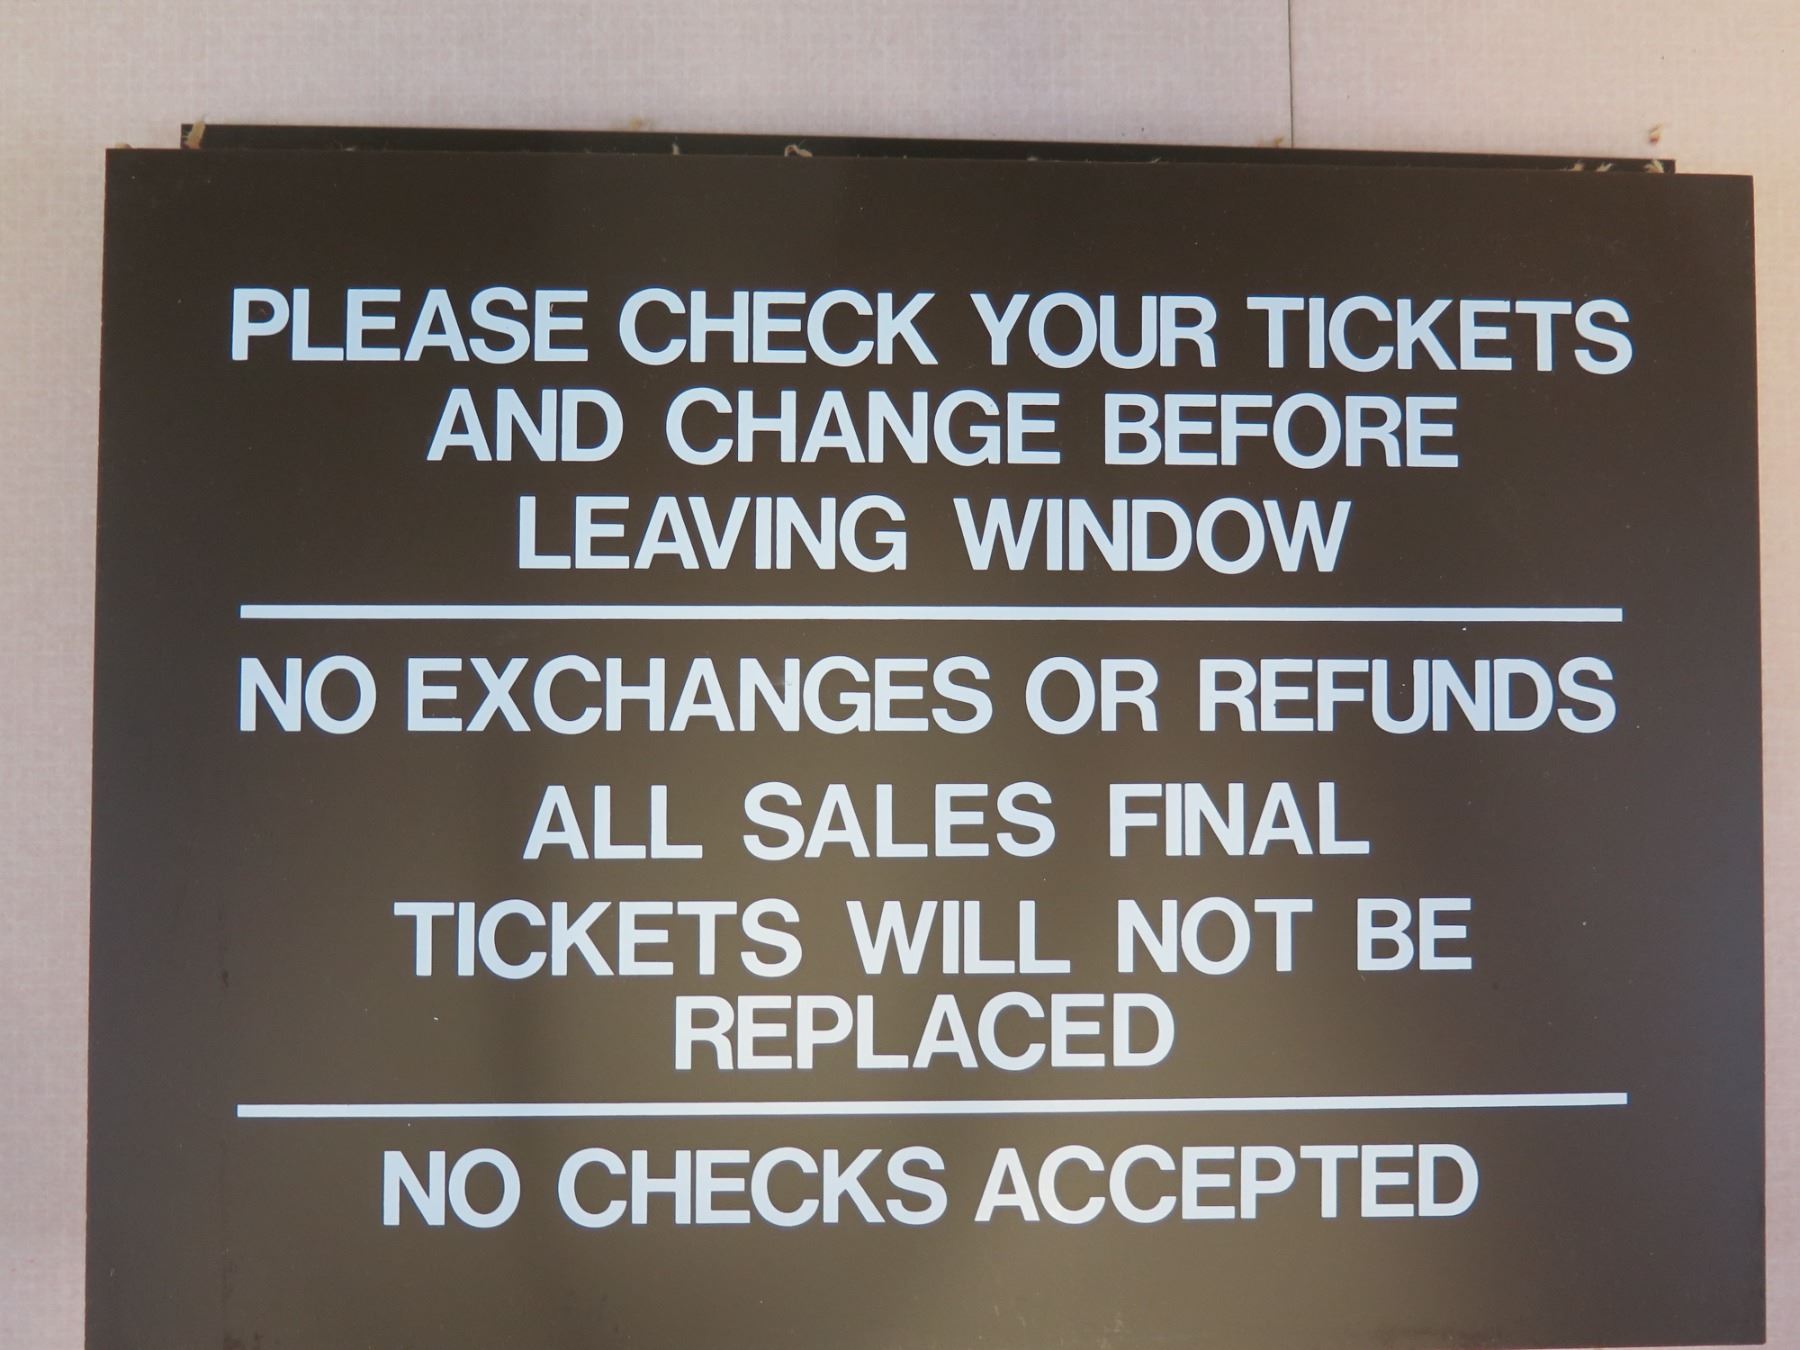 PLEASE CHECK YOUR TICKETS
AND CHANGE BEFORE
LEAVING WINDOW
NO EXCHANGES OR REFUNDS
ALL SALES FINAL
TICKETS WILL NOT BE
REPLACED
NO CHECKS ACCEPTED